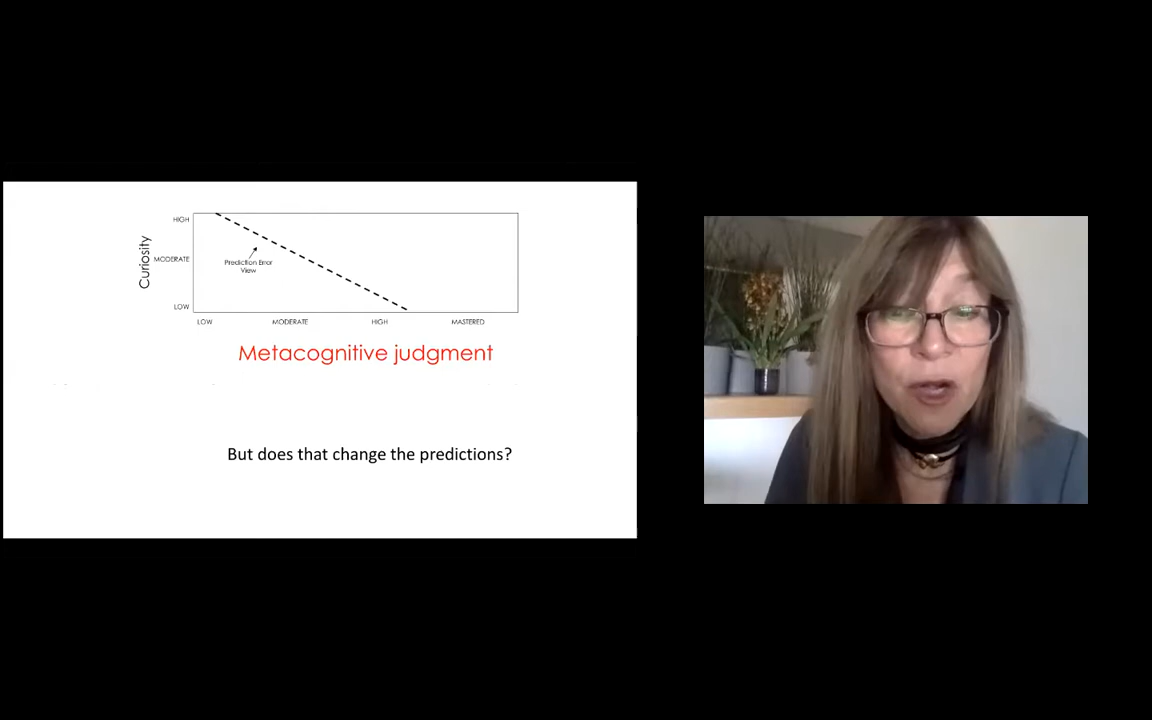 HIGH
Curiosity
MODERATE
Prediction Error
View
LOW
LOW MODERATE HIGH MASTERED
Metacognitive judgment
But does that change the predictions?